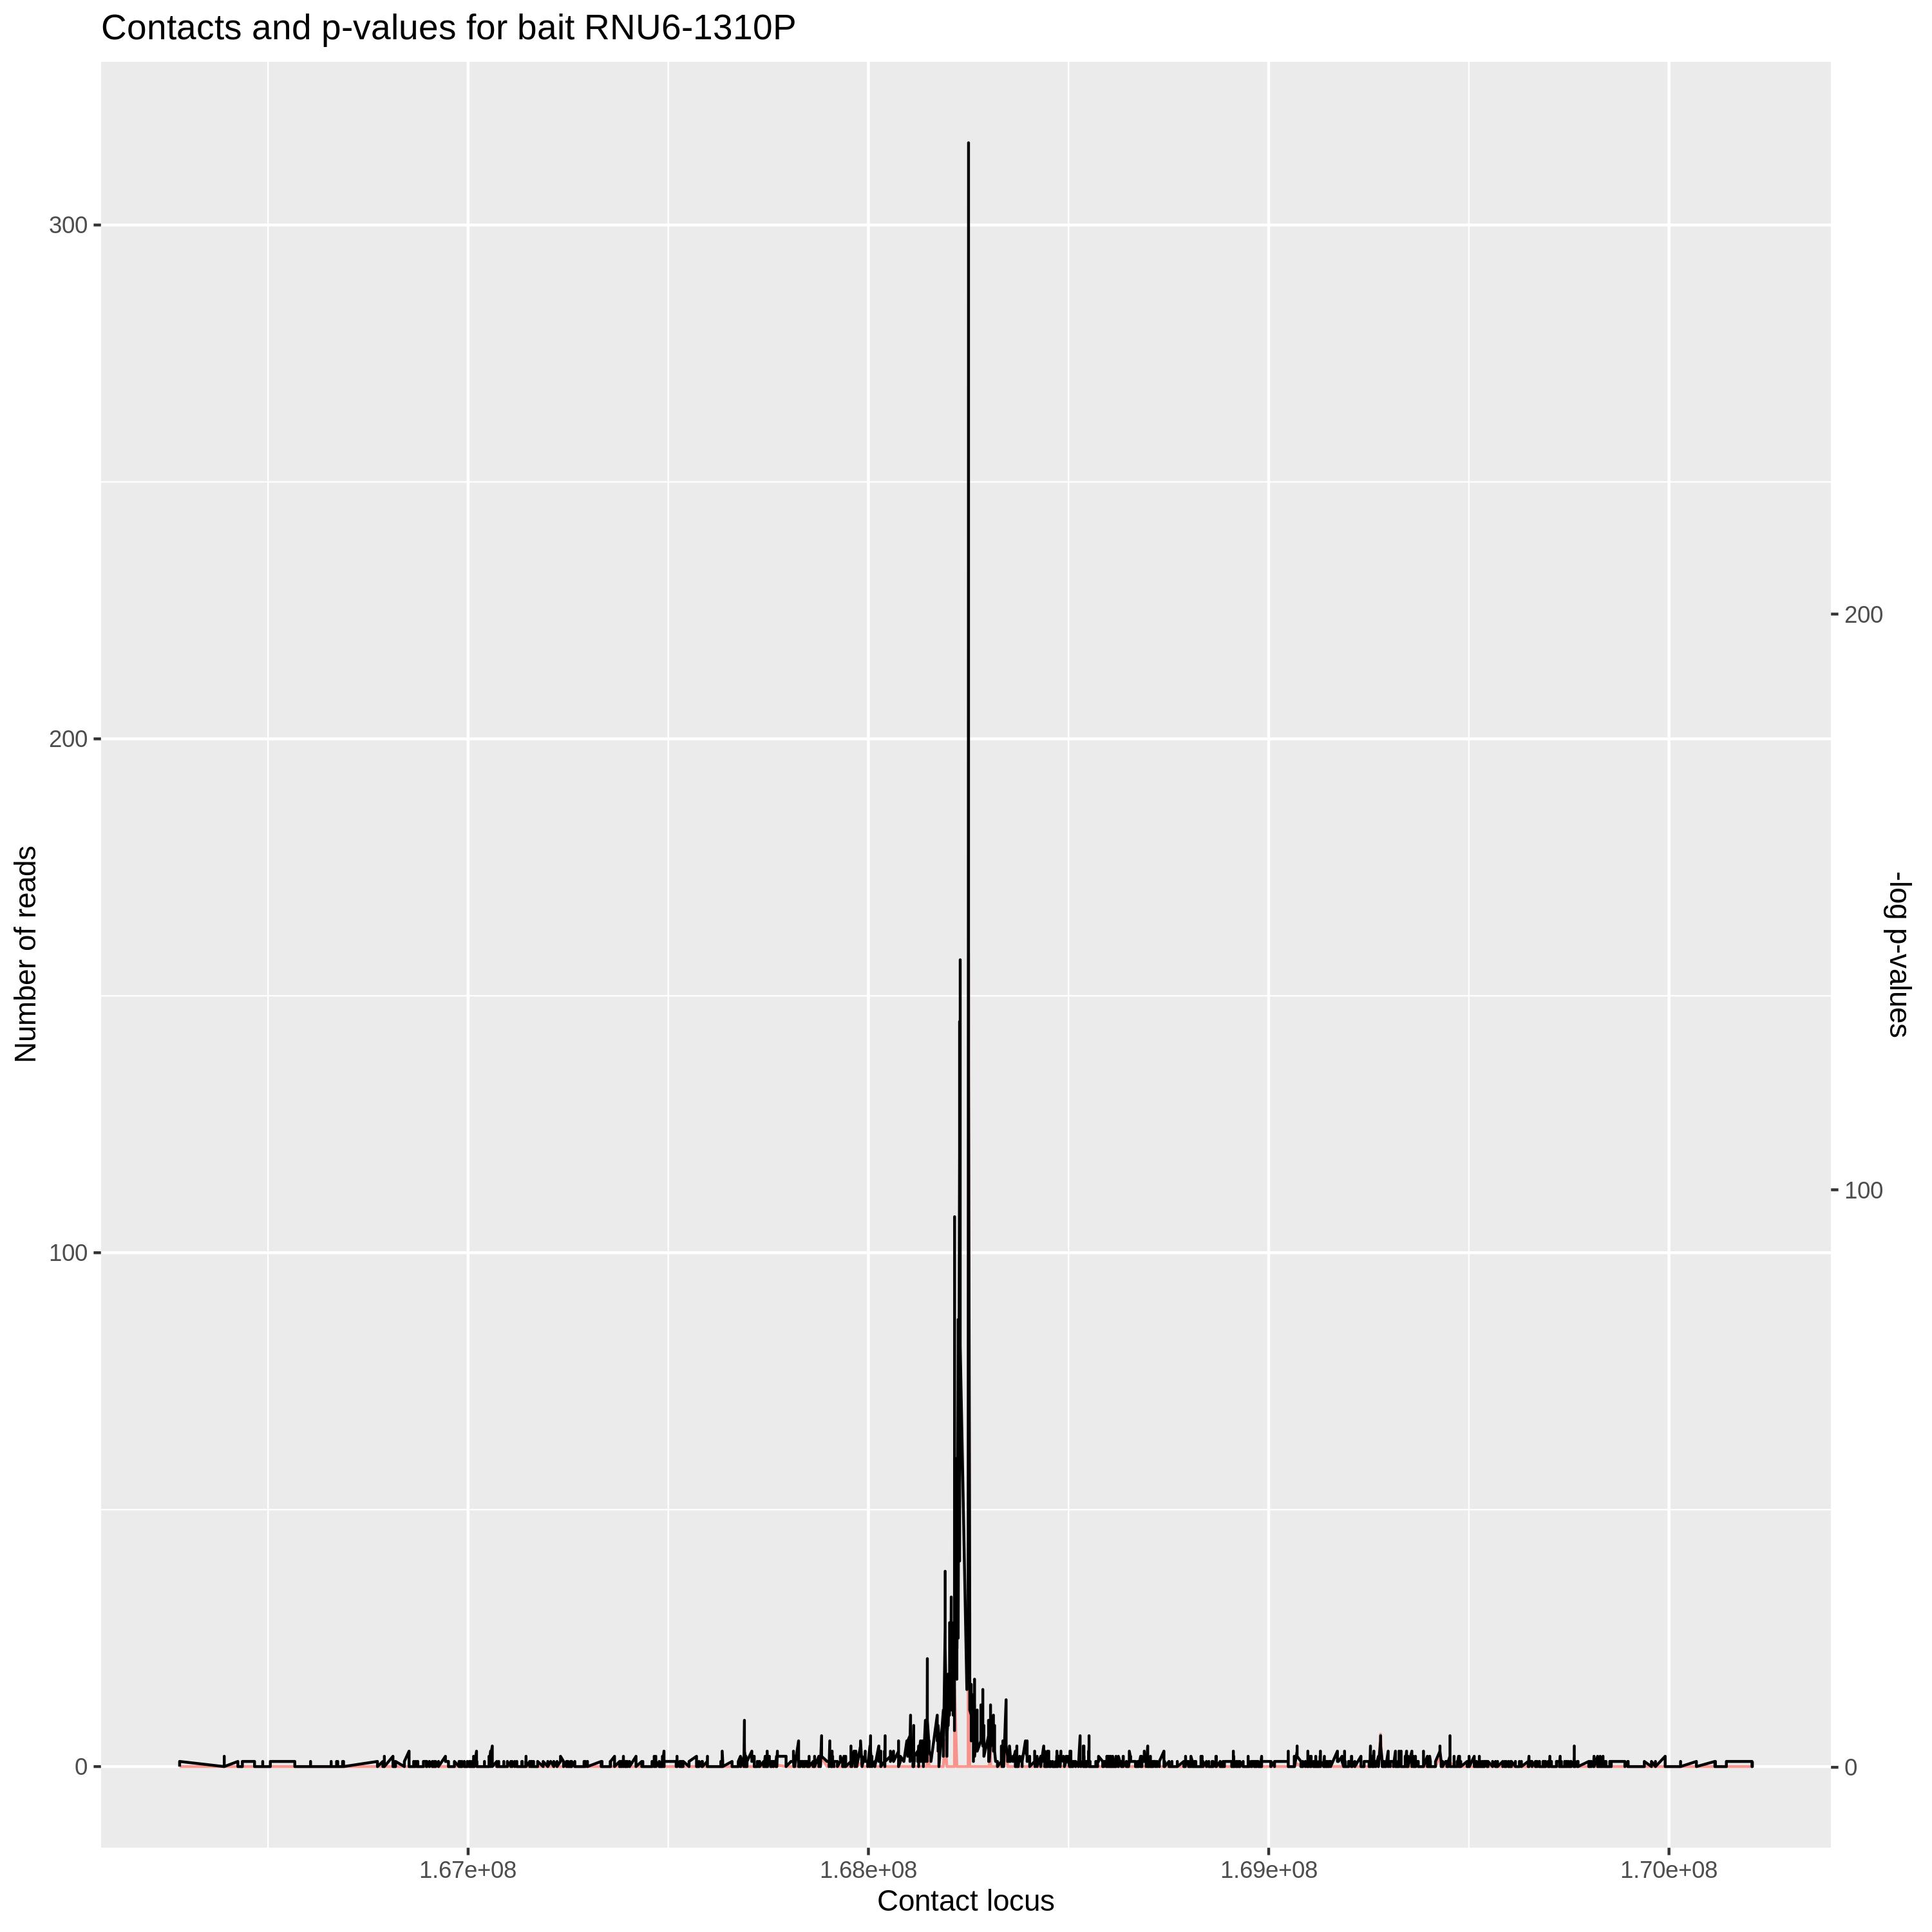 Contacts and p-values for bait RNU6-1310P
300
200
100
0
Number of reads
200
100
0
-log p-values
1.67e+08
1.68e+08
1.69e+08
1.70e+08
Contact locus